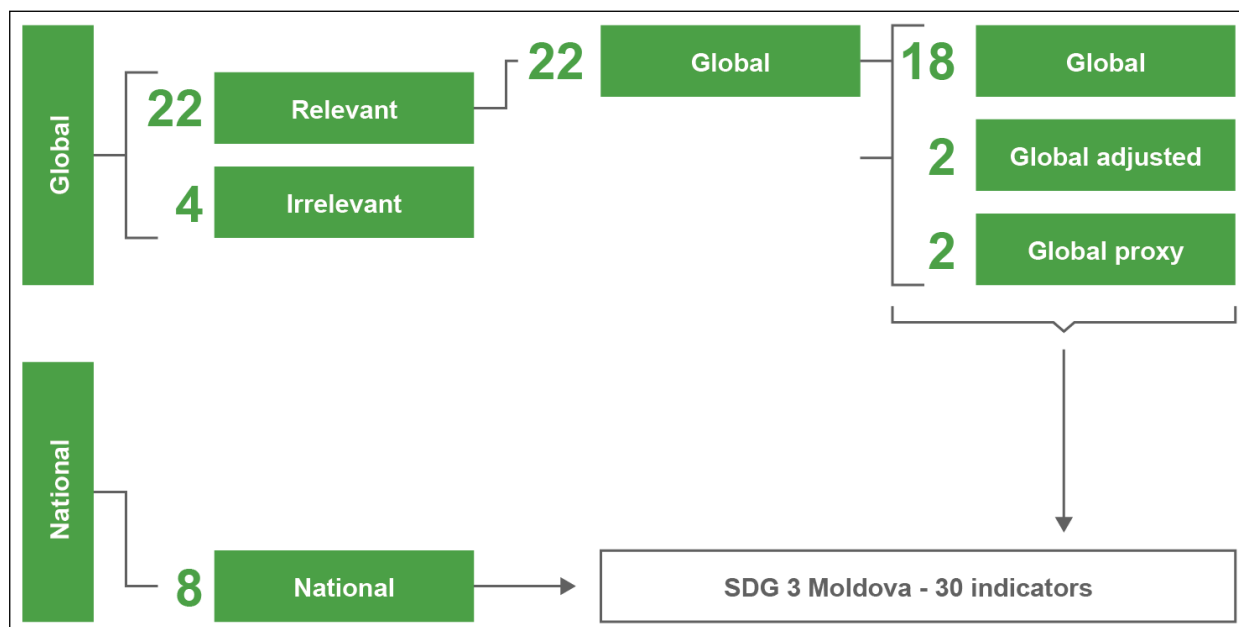 Global
22 Relevant
4 Irrelevant
22 Global
18 Global
2 Global adjusted
2 Global proxy
National
8 National
SDG 3 Moldova - 30 indicators